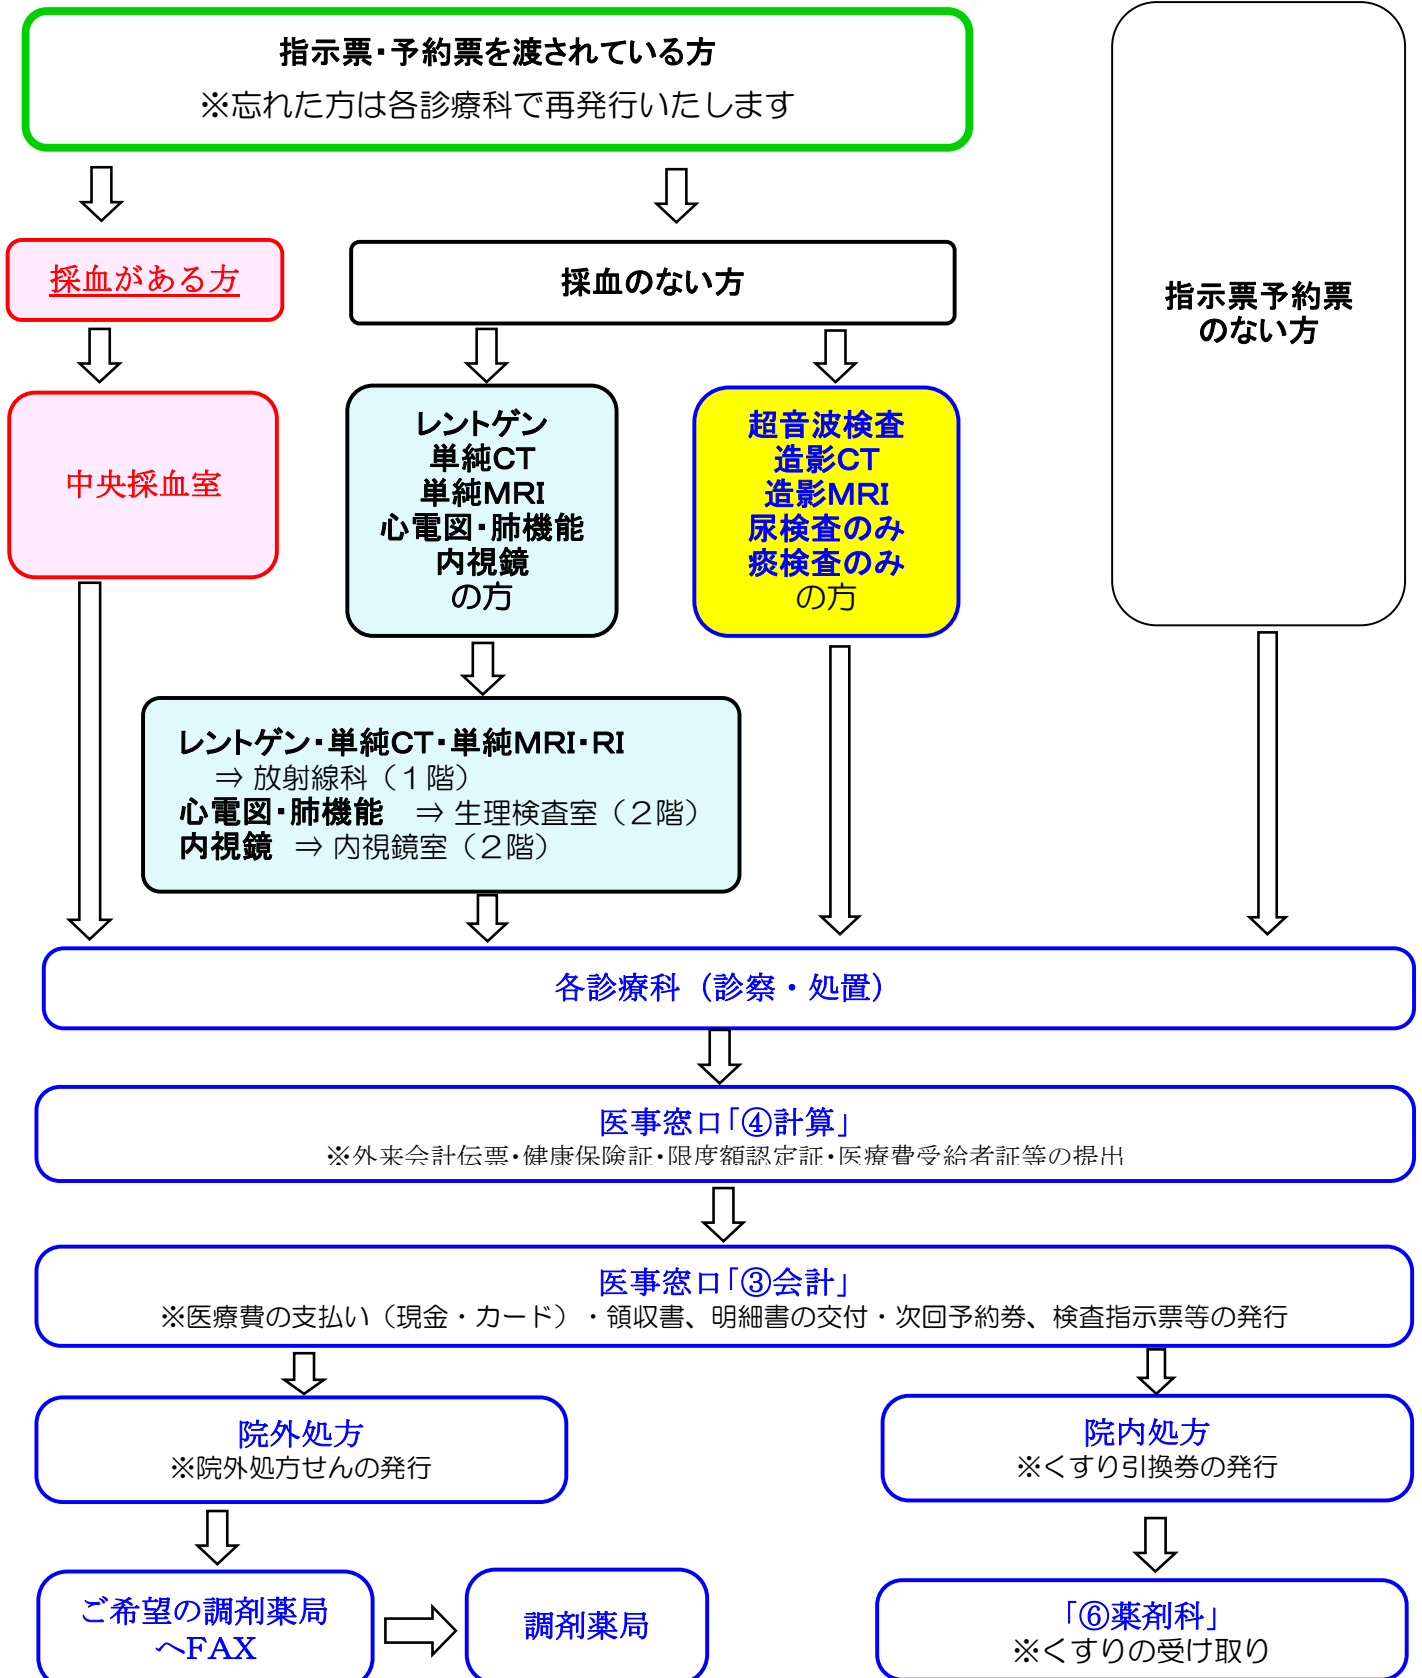 指示票・予約票を渡されている方
※忘れた方は各診療科で再発行いたします
採血がある方
採血のない方
指示票予約票
のない方
中央採血室
レントゲン
単純CT
単純MRI
心電図・肺機能
内視鏡
の方
超音波検査
造影CT
造影MRI
尿検査のみ
痰検査のみ
の方
レントゲン・単純CT・単純MRI・RI
⇒ 放射線科（１階）
心電図・肺機能　⇒ 生理検査室（２階）
内視鏡　⇒ 内視鏡室（２階）
各診療科（診察・処置）
医事窓口「④計算」
※外来会計伝票・健康保険証・限度額認定証・医療費受給者証等の提出
医事窓口「③会計」
※医療費の支払い（現金・カード）・領収書、明細書の交付・次回予約券、検査指示票等の発行
院外処方
※院外処方せんの発行
院内処方
※くすり引換券の発行
ご希望の調剤薬局
へFAX
調剤薬局
「⑥薬剤科」
※くすりの受け取り